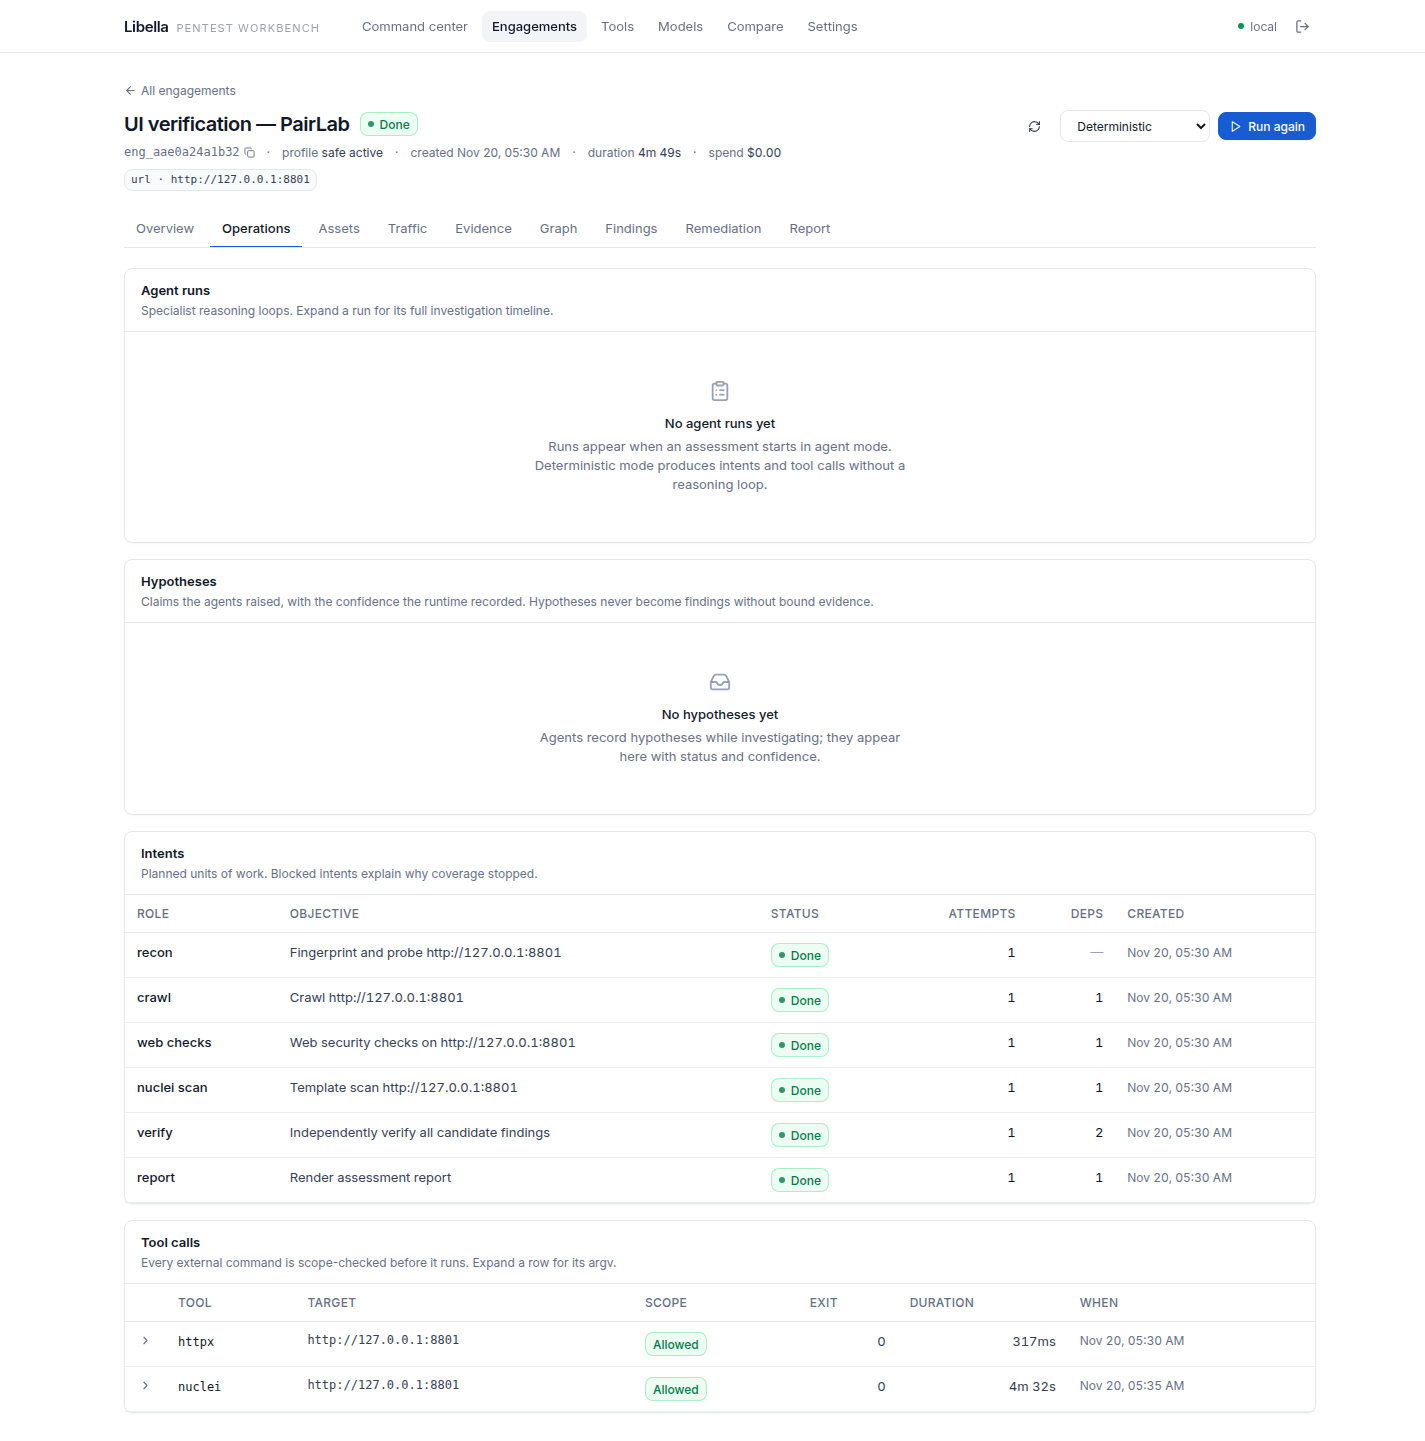 Libella PENTEST WORKBENCH Command center Engagements Tools Models Compare Settings local
All engagements
UI verification — PairLab Done Deterministic Run again
eng_aae0a24a1b32 · profile safe active · created Nov 20, 05:30 AM · duration 4m 49s · spend $0.00
url · http://127.0.0.1:8801
Overview Operations Assets Traffic Evidence Graph Findings Remediation Report
Agent runs
Specialist reasoning loops. Expand a run for its full investigation timeline.
No agent runs yet
Runs appear when an assessment starts in agent mode.
Deterministic mode produces intents and tool calls without a
reasoning loop.
Hypotheses
Claims the agents raised, with the confidence the runtime recorded. Hypotheses never become findings without bound evidence.
No hypotheses yet
Agents record hypotheses while investigating; they appear
here with status and confidence.
Intents
Planned units of work. Blocked intents explain why coverage stopped.
ROLE OBJECTIVE STATUS ATTEMPTS DEPS CREATED
recon Fingerprint and probe http://127.0.0.1:8801 Done 1 — Nov 20, 05:30 AM
crawl Crawl http://127.0.0.1:8801 Done 1 1 Nov 20, 05:30 AM
web checks Web security checks on http://127.0.0.1:8801 Done 1 1 Nov 20, 05:30 AM
nuclei scan Template scan http://127.0.0.1:8801 Done 1 1 Nov 20, 05:30 AM
verify Independently verify all candidate findings Done 1 2 Nov 20, 05:30 AM
report Render assessment report Done 1 1 Nov 20, 05:30 AM
Tool calls
Every external command is scope-checked before it runs. Expand a row for its argv.
TOOL TARGET SCOPE EXIT DURATION WHEN
httpx http://127.0.0.1:8801 Allowed 0 317ms Nov 20, 05:30 AM
nuclei http://127.0.0.1:8801 Allowed 0 4m 32s Nov 20, 05:35 AM